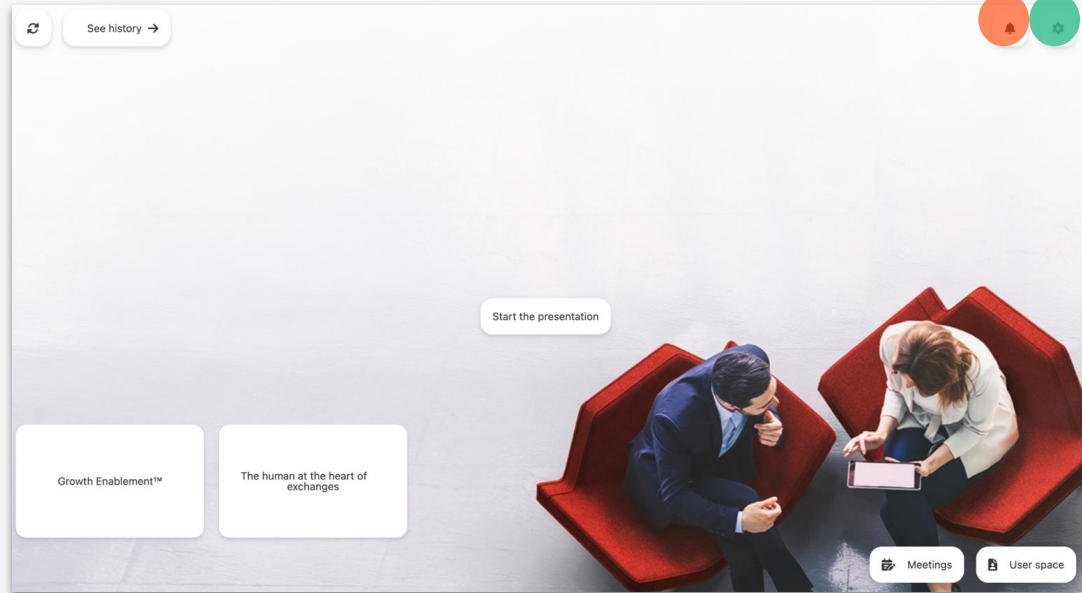 See history →
Start the presentation
Growth Enablement™
The human at the heart of
exchanges
Meetings
User space